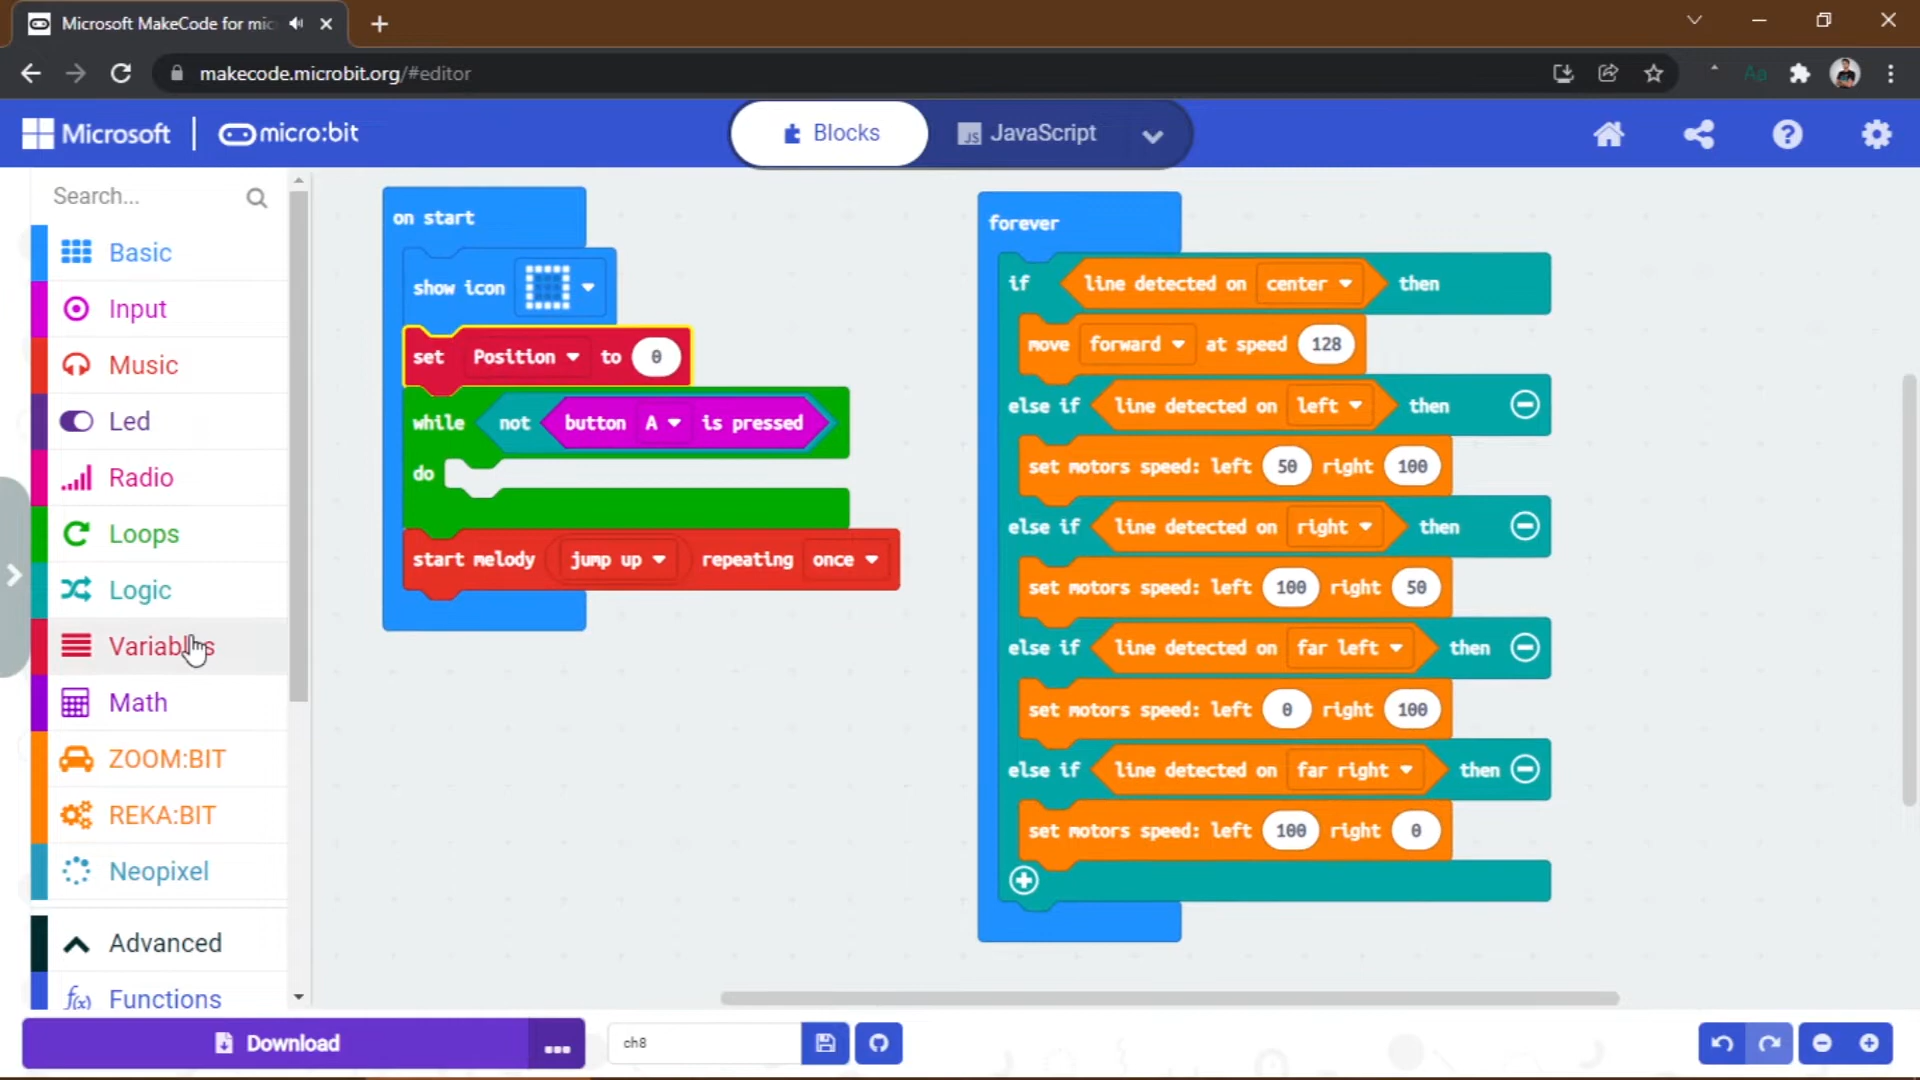 Microsoft MakeCode for mic
makecode.microbit.org/#editor
Microsoft
micro:bit
Blocks
JS
JavaScript
Search...
Basic
Input
Music
Led
Radio
Loops
Logic
Variables
Math
ZOOM:BIT
REKA:BIT
Neopixel
Advanced
f(x) Functions
on start
show icon
set Position to 0
while not button A is pressed
do
start melody jump up repeating once
forever
if line detected on center then
move forward at speed 128
else if line detected on left then
set motors speed: left 50 right 100
else if line detected on right then
set motors speed: left 100 right 50
else if line detected on far left then
set motors speed: left 0 right 100
else if line detected on far right then
set motors speed: left 100 right 0
Download
...
ch8